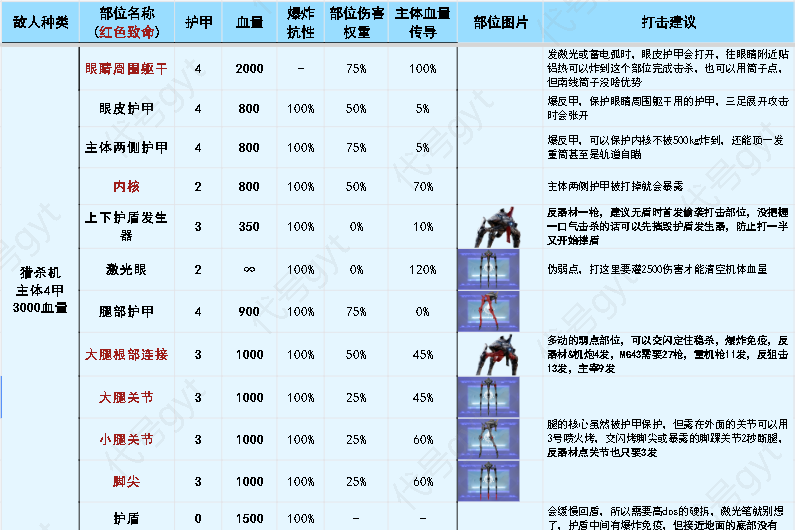 敌人种类 部位名称(红色致命) 护甲 血量 爆炸抗性 部位伤害权重 主体血量传导 部位图片 打击建议
猎杀机
主体4甲
3000血量
眼睛周围躯干 4 2000 - 75% 100%
发激光或蓄电弧时，眼皮护甲会打开，往眼睛附近贴
铝热可以炸到这个部位完成击杀，也可以用筒子点，
但南线筒子没啥优势
眼皮护甲 4 800 100% 50% 5%
爆反甲，保护眼睛周围躯干用的护甲，三足展开攻击
时会张开
主体两侧护甲 4 800 100% 75% 5%
爆反甲，可以保护内核不被500kg炸到，还能顶一发
重筒甚至是轨道自瞄
内核 2 800 100% 50% 70% 主体两侧护甲被打掉就会暴露
上下护盾发生器 3 350 100% 0% 10%
反器材一枪，建议无盾时首发偷袭打击部位，没把握
一口气击杀的话可以先摧毁护盾发生器，防止打一半
又开始撑盾
激光眼 2 ∞ 100% 0% 120% 伪弱点，打这里要灌2500伤害才能清空机体血量
腿部护甲 4 900 100% 75% 0%
大腿根部连接 3 1000 100% 50% 45%
多动的弱点部位，可以交闪定性稳杀，爆炸免疫，反
器材&机炮4发，MG43需要27枪，重机枪11发，反狙击
13发，主宰9发
大腿关节 3 1000 100% 25% 45%
小腿关节 3 1000 100% 25% 60%
腿的核心虽然被护甲保护，但露在外面的关节可以用
3号喷火烤，交闪烤脚尖或暴露的脚踝关节2秒断腿，
反器材点关节也只要3发
脚尖 3 1000 100% 25% 60%
护盾 0 1500 100% - -
会缓慢回盾，所以需要高dps的破损，激光笔就别想
了，护盾中间有爆炸免疫，但接近地面的底部没有
代号gyt